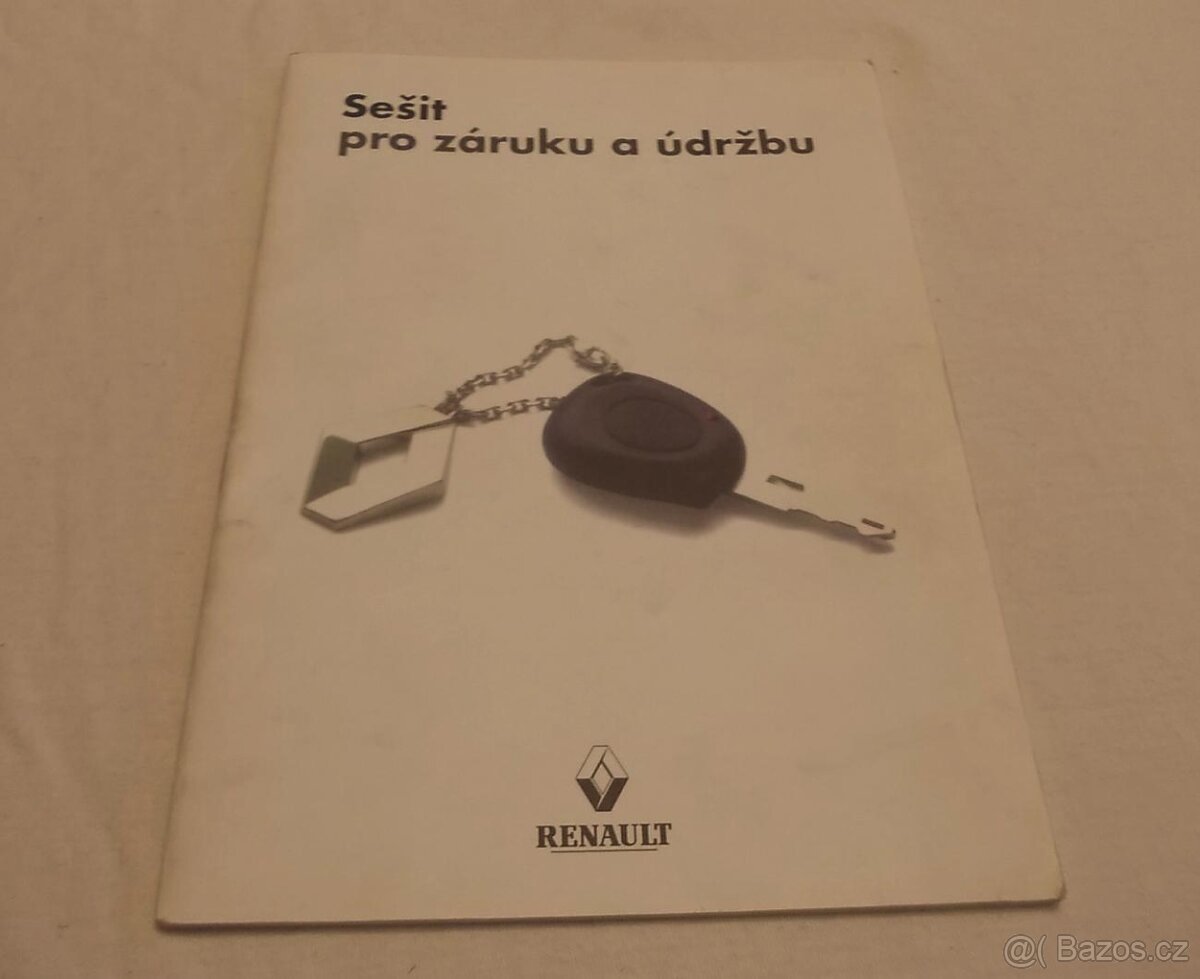 Sešit
pro záruku a údržbu
RENAULT
@( Bazos.cz